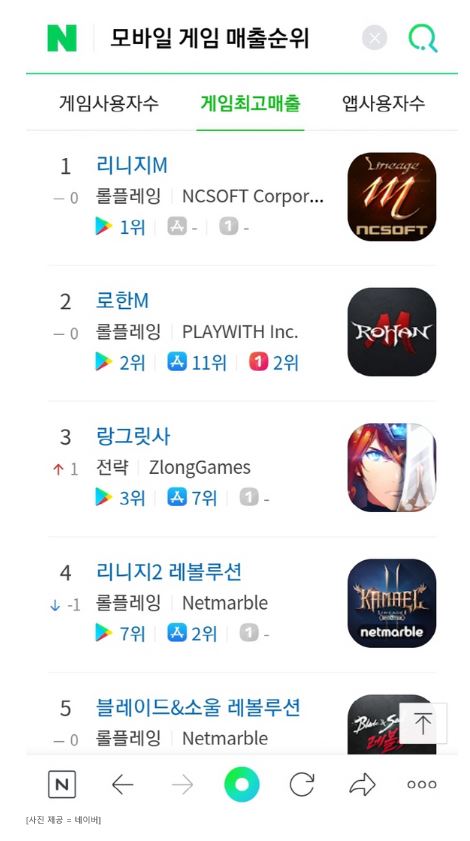 모바일 게임 매출순위
게임사용자수 게임최고매출 앱사용자수
1 리니지M
– 0 롤플레잉 | NCSOFT Corpor...
1위 | - | 1 -
Lineage
M
NCSOFT
2 로한M
– 0 롤플레잉 | PLAYWITH Inc.
2위 | 11위 | 1 2위
ROHAN
M
3 랑그릿사
↑ 1 전략 | ZlongGames
3위 | 7위 | 1 -
4 리니지2 레볼루션
↓ -1 롤플레잉 | Netmarble
7위 | 2위 | 1 -
KAMAEL
netmarble
5 블레이드&소울 레볼루션
– 0 롤플레잉 | Netmarble
N
[사진 제공 = 네이버]